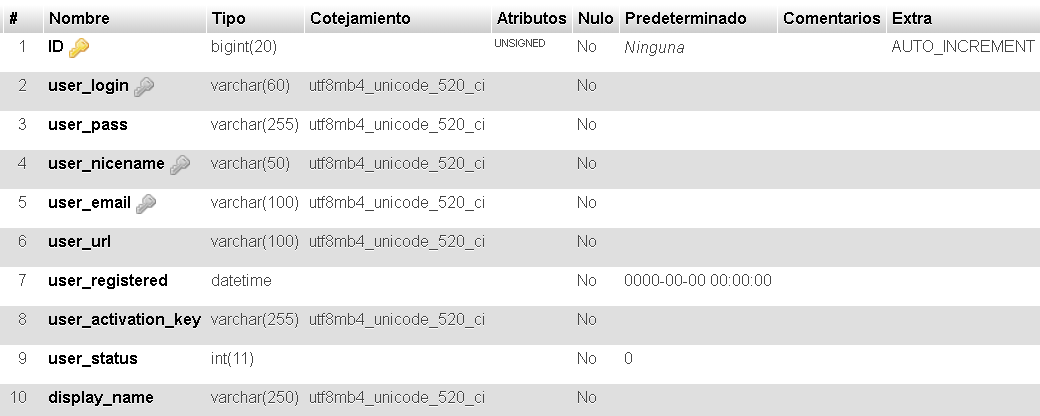 # Nombre Tipo Cotejamiento Atributos Nulo Predeterminado Comentarios Extra
1 ID bigint(20) UNSIGNED No Ninguna AUTO_INCREMENT
2 user_login varchar(60) utf8mb4_unicode_520_ci No
3 user_pass varchar(255) utf8mb4_unicode_520_ci No
4 user_nicename varchar(50) utf8mb4_unicode_520_ci No
5 user_email varchar(100) utf8mb4_unicode_520_ci No
6 user_url varchar(100) utf8mb4_unicode_520_ci No
7 user_registered datetime No 0000-00-00 00:00:00
8 user_activation_key varchar(255) utf8mb4_unicode_520_ci No
9 user_status int(11) No 0
10 display_name varchar(250) utf8mb4_unicode_520_ci No